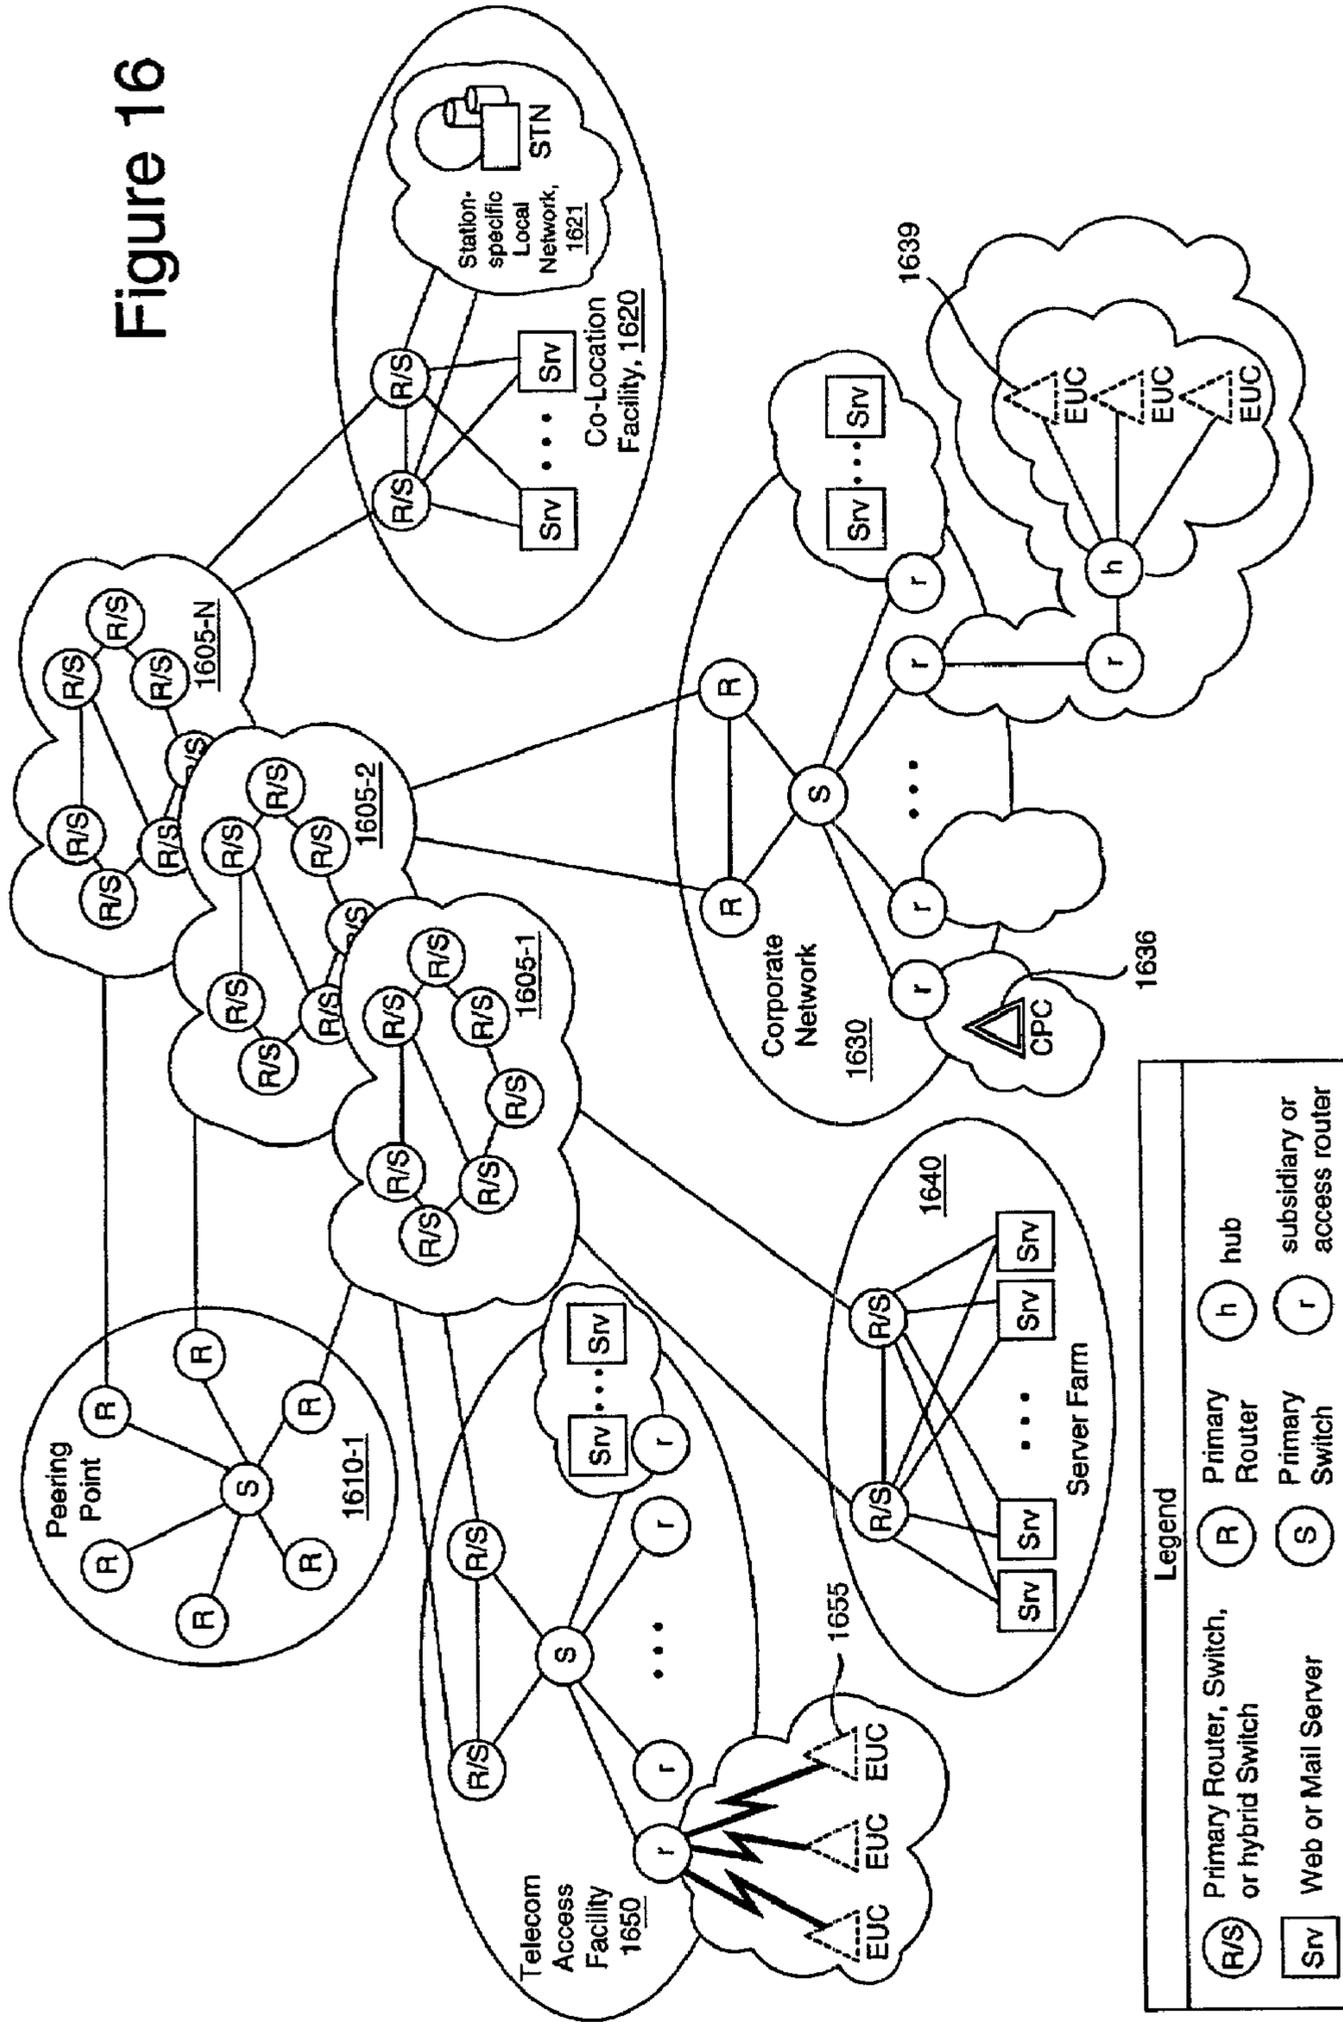 Figure 16
Peering
Point
R
R
R
R
R
R
S
1610-1
R/S
R/S
R/S
R/S
R/S
R/S
R/S
1605-N
R/S
R/S
R/S
R/S
R/S
R/S
R/S
1605-2
R/S
R/S
R/S
R/S
R/S
R/S
R/S
1605-1
R/S
R/S
Srv
• • •
Srv
Co-Location
Facility, 1620
Station-
specific
Local
Network,
1621
STN
Telecom
Access
Facility
1650
R/S
R/S
S
r
r
• • •
r
r
Srv
• • •
Srv
EUC
EUC
EUC
1655
1640
R/S
R/S
Srv
Srv
• • •
Srv
Srv
Server Farm
Corporate
Network
1630
R
R
S
r
r
• • •
r
r
Srv
• • •
Srv
CPC
1636
r
h
EUC
EUC
EUC
1639
Legend
R/S Primary Router, Switch,
or hybrid Switch
R Primary
Router
h hub
Srv Web or Mail Server
S Primary
Switch
r subsidiary or
access router